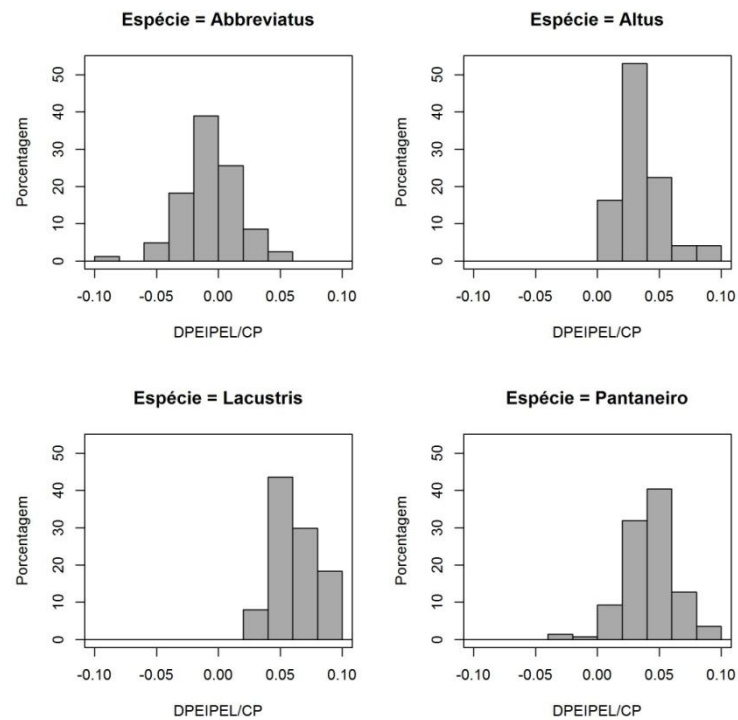 Espécie = Abbreviatus
Porcentagem
50
40
30
20
10
0
-0.10 -0.05 0.00 0.05 0.10
DPEIPEL/CP
Espécie = Altus
Porcentagem
50
40
30
20
10
0
-0.10 -0.05 0.00 0.05 0.10
DPEIPEL/CP
Espécie = Lacustris
Porcentagem
50
40
30
20
10
0
-0.10 -0.05 0.00 0.05 0.10
DPEIPEL/CP
Espécie = Pantaneiro
Porcentagem
50
40
30
20
10
0
-0.10 -0.05 0.00 0.05 0.10
DPEIPEL/CP